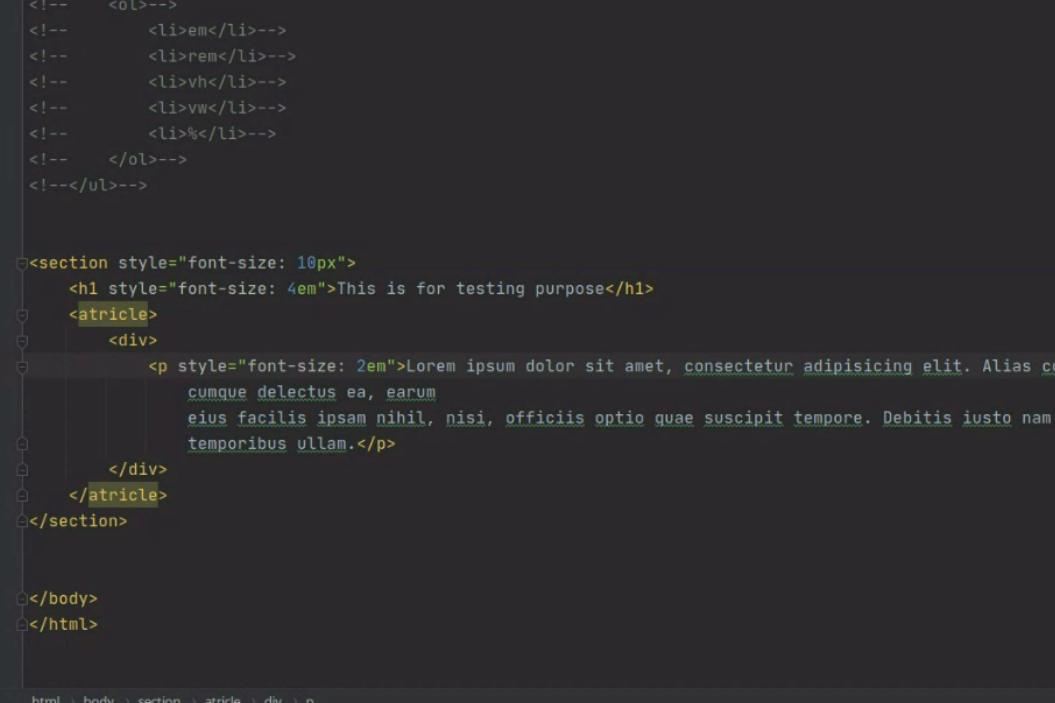 <!--    <ol>-->
<!--        <li>em</li>-->
<!--        <li>rem</li>-->
<!--        <li>vh</li>-->
<!--        <li>vw</li>-->
<!--        <li>%</li>-->
<!--    </ol>-->
<!--</ul>-->
<section style="font-size: 10px">
    <h1 style="font-size: 4em">This is for testing purpose</h1>
    <atricle>
        <div>
            <p style="font-size: 2em">Lorem ipsum dolor sit amet, consectetur adipisicing elit. Alias
                cumque delectus ea, earum
                eius facilis ipsam nihil, nisi, officiis optio quae suscipit tempore. Debitis iusto nam
                temporibus ullam.</p>
        </div>
    </atricle>
</section>
</body>
</html>
html › body › section › atricle › div › p